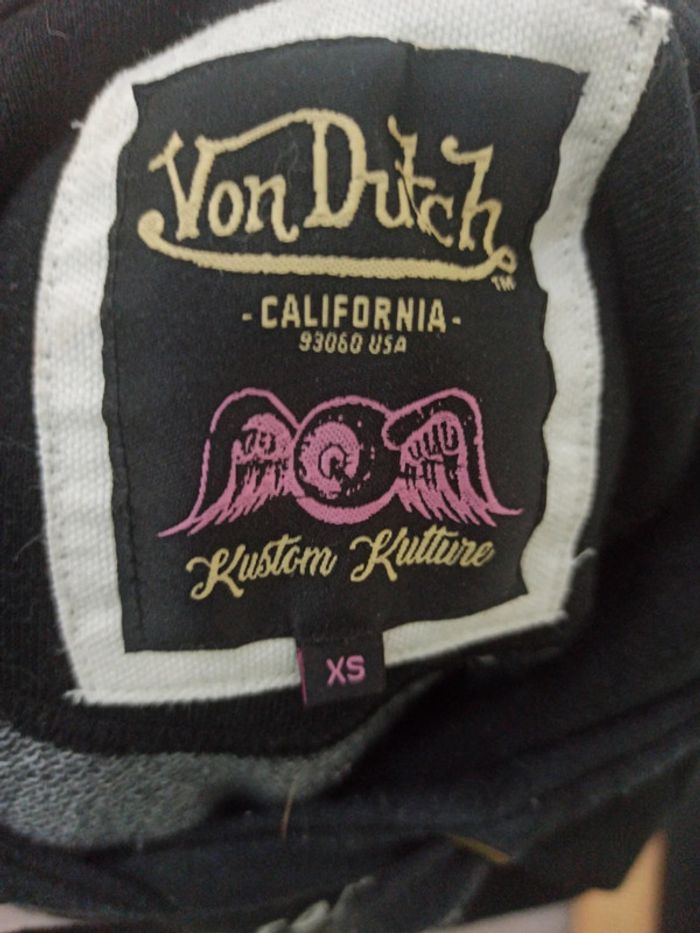 Von Dutch
TM
-CALIFORNIA-
93060 USA
Kustom Kulture
XS